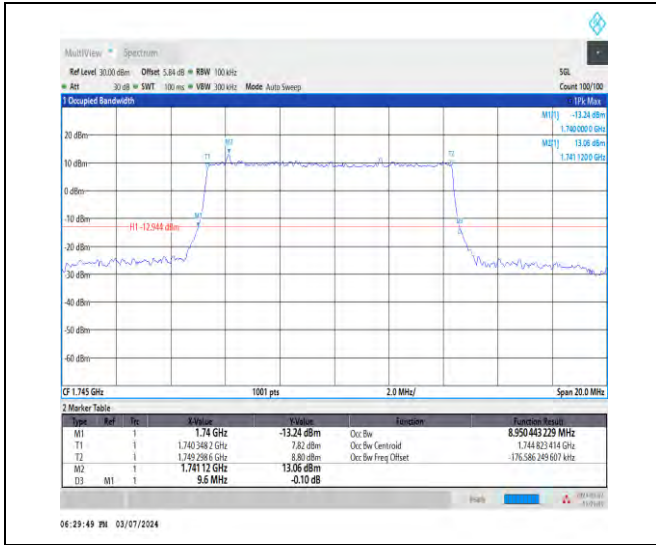 MultiView Spectrum
Ref Level 30.00 dBm Offset 5.84 dB RBW 100 kHz SGL
Att 30 dB SWT 100 ms VBW 300 kHz Mode Auto Sweep Count 100/100
1 Occupied Bandwidth 1Pk Max
M1[1] -13.24 dBm
1.740 000 0 GHz
20 dBm
M2[1] 13.06 dBm
1.741 120 0 GHz
M2
T1
T2
10 dBm
0 dBm
-10 dBm
M1
H1 -12.944 dBm
-20 dBm
-30 dBm
-40 dBm
-50 dBm
-60 dBm
CF 1.745 GHz 1001 pts 2.0 MHz/ Span 20.0 MHz
2 Marker Table
Type Ref Trc X-Value Y-Value Function Function Result
M1 1 1.74 GHz -13.24 dBm Occ Bw 8.950 443 229 MHz
T1 1 1.740 348 2 GHz 7.82 dBm Occ Bw Centroid 1.744 823 414 GHz
T2 1 1.749 298 6 GHz 8.80 dBm Occ Bw Freq Offset -176.586 249 607 kHz
M2 1 1.741 12 GHz 13.06 dBm
D3 M1 1 9.6 MHz -0.10 dB
06:29:49 PM 03/07/2024